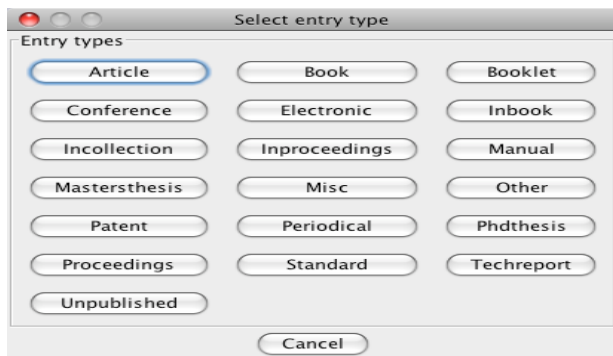 Select entry type
Entry types
Article Book Booklet
Conference Electronic Inbook
Incollection Inproceedings Manual
Mastersthesis Misc Other
Patent Periodical Phdthesis
Proceedings Standard Techreport
Unpublished
Cancel